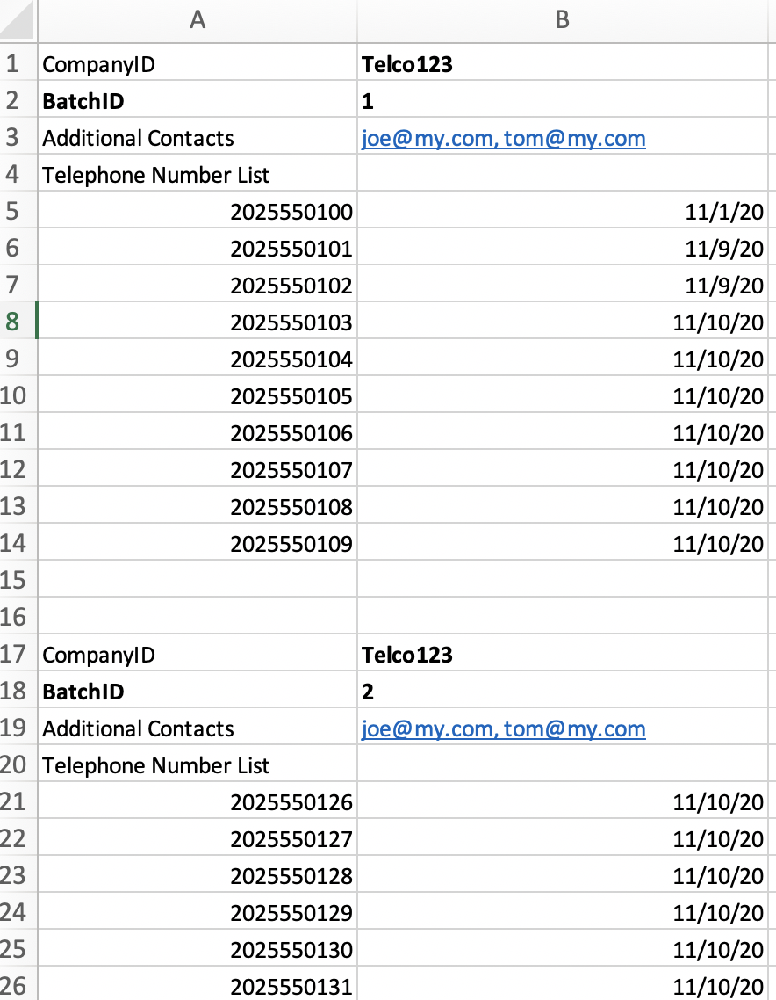 A B
1 CompanyID Telco123
2 BatchID 1
3 Additional Contacts joe@my.com, tom@my.com
4 Telephone Number List
5 2025550100 11/1/20
6 2025550101 11/9/20
7 2025550102 11/9/20
8 2025550103 11/10/20
9 2025550104 11/10/20
10 2025550105 11/10/20
11 2025550106 11/10/20
12 2025550107 11/10/20
13 2025550108 11/10/20
14 2025550109 11/10/20
15
16
17 CompanyID Telco123
18 BatchID 2
19 Additional Contacts joe@my.com, tom@my.com
20 Telephone Number List
21 2025550126 11/10/20
22 2025550127 11/10/20
23 2025550128 11/10/20
24 2025550129 11/10/20
25 2025550130 11/10/20
26 2025550131 11/10/20